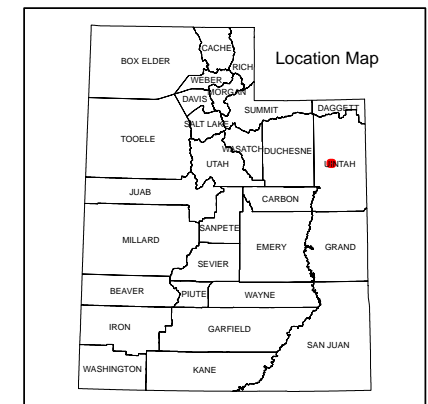 Location Map
CACHE
BOX ELDER
RICH
WEBER
MORGAN
DAVIS
SUMMIT
DAGGETT
SALT LAKE
TOOELE
WASATCH
DUCHESNE
UINTAH
UTAH
JUAB
CARBON
SANPETE
MILLARD
EMERY
GRAND
SEVIER
BEAVER
PIUTE
WAYNE
IRON
GARFIELD
SAN JUAN
WASHINGTON
KANE